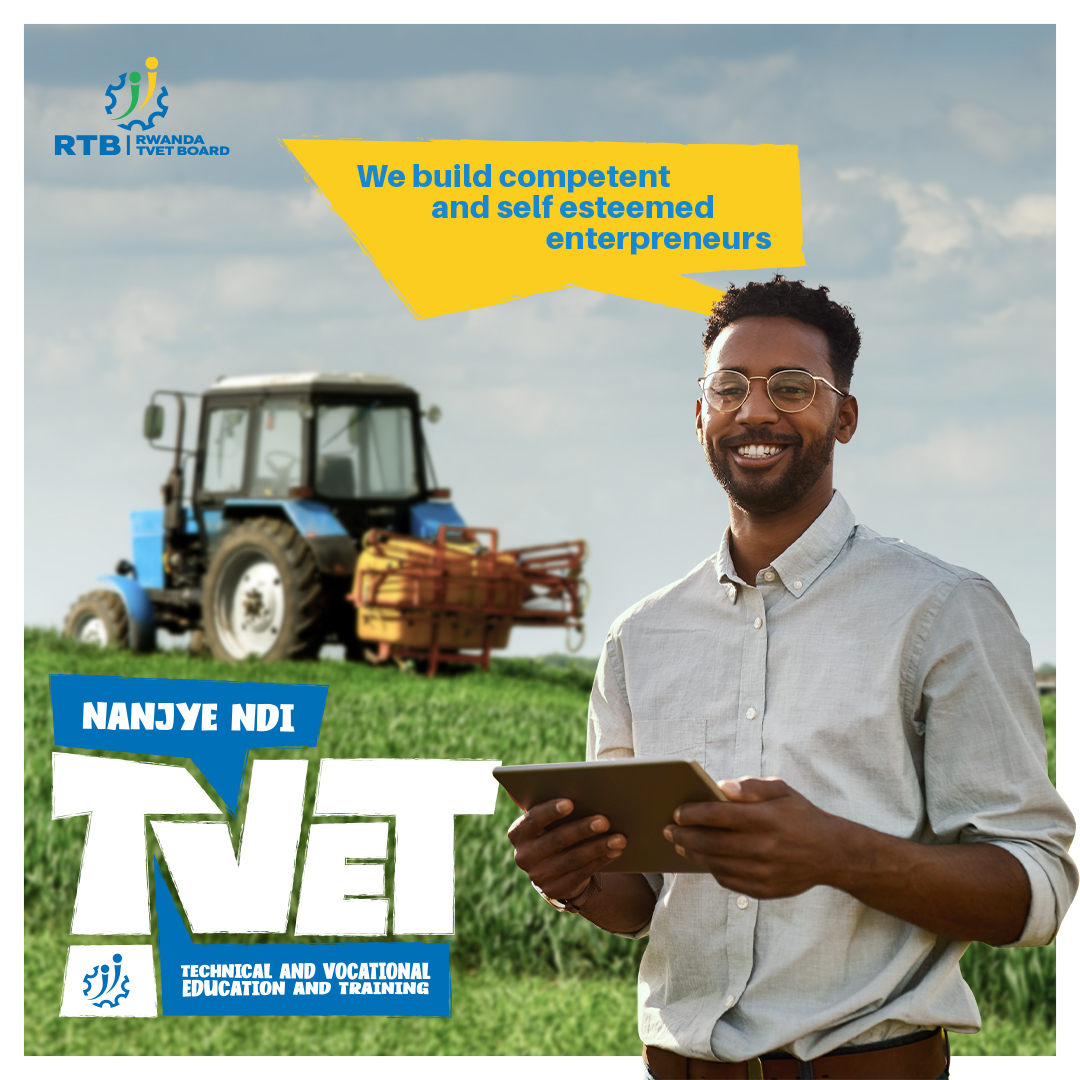 RTB
RWANDA
TVET BOARD
We build competent
and self esteemed
enterpreneurs
NANJYE NDI
TVET
TECHNICAL AND VOCATIONAL
EDUCATION AND TRAINING